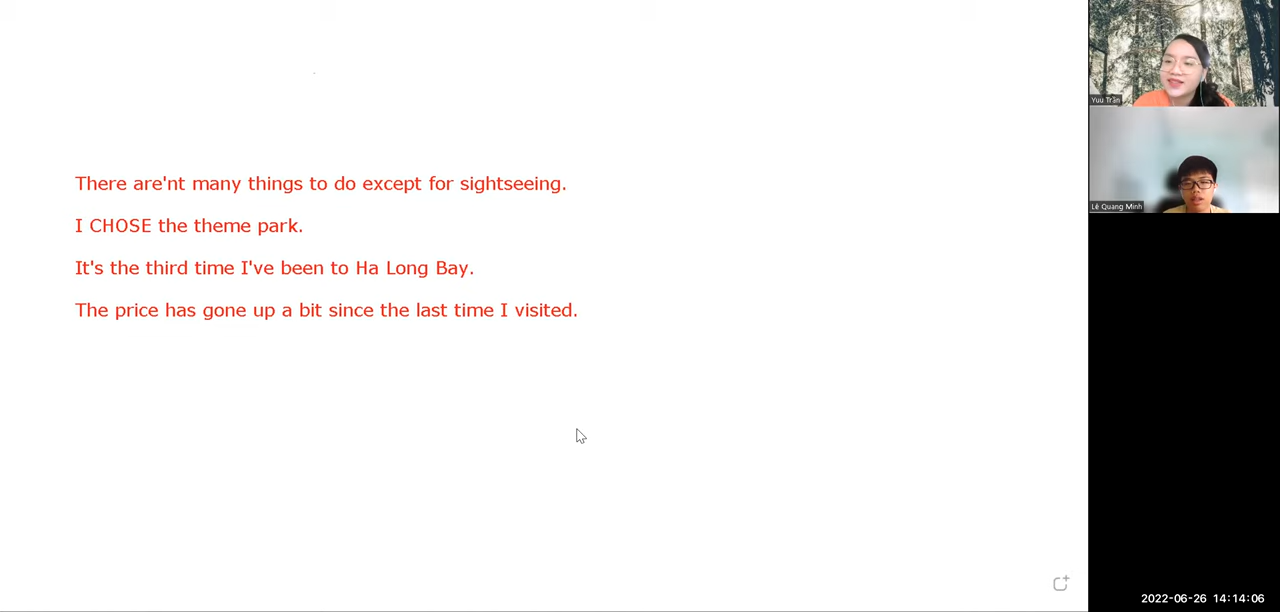 There are'nt many things to do except for sightseeing.
I CHOSE the theme park.
It's the third time I've been to Ha Long Bay.
The price has gone up a bit since the last time I visited.
Yuu Trần
Lê Quang Minh
2022-06-26 14:14:06